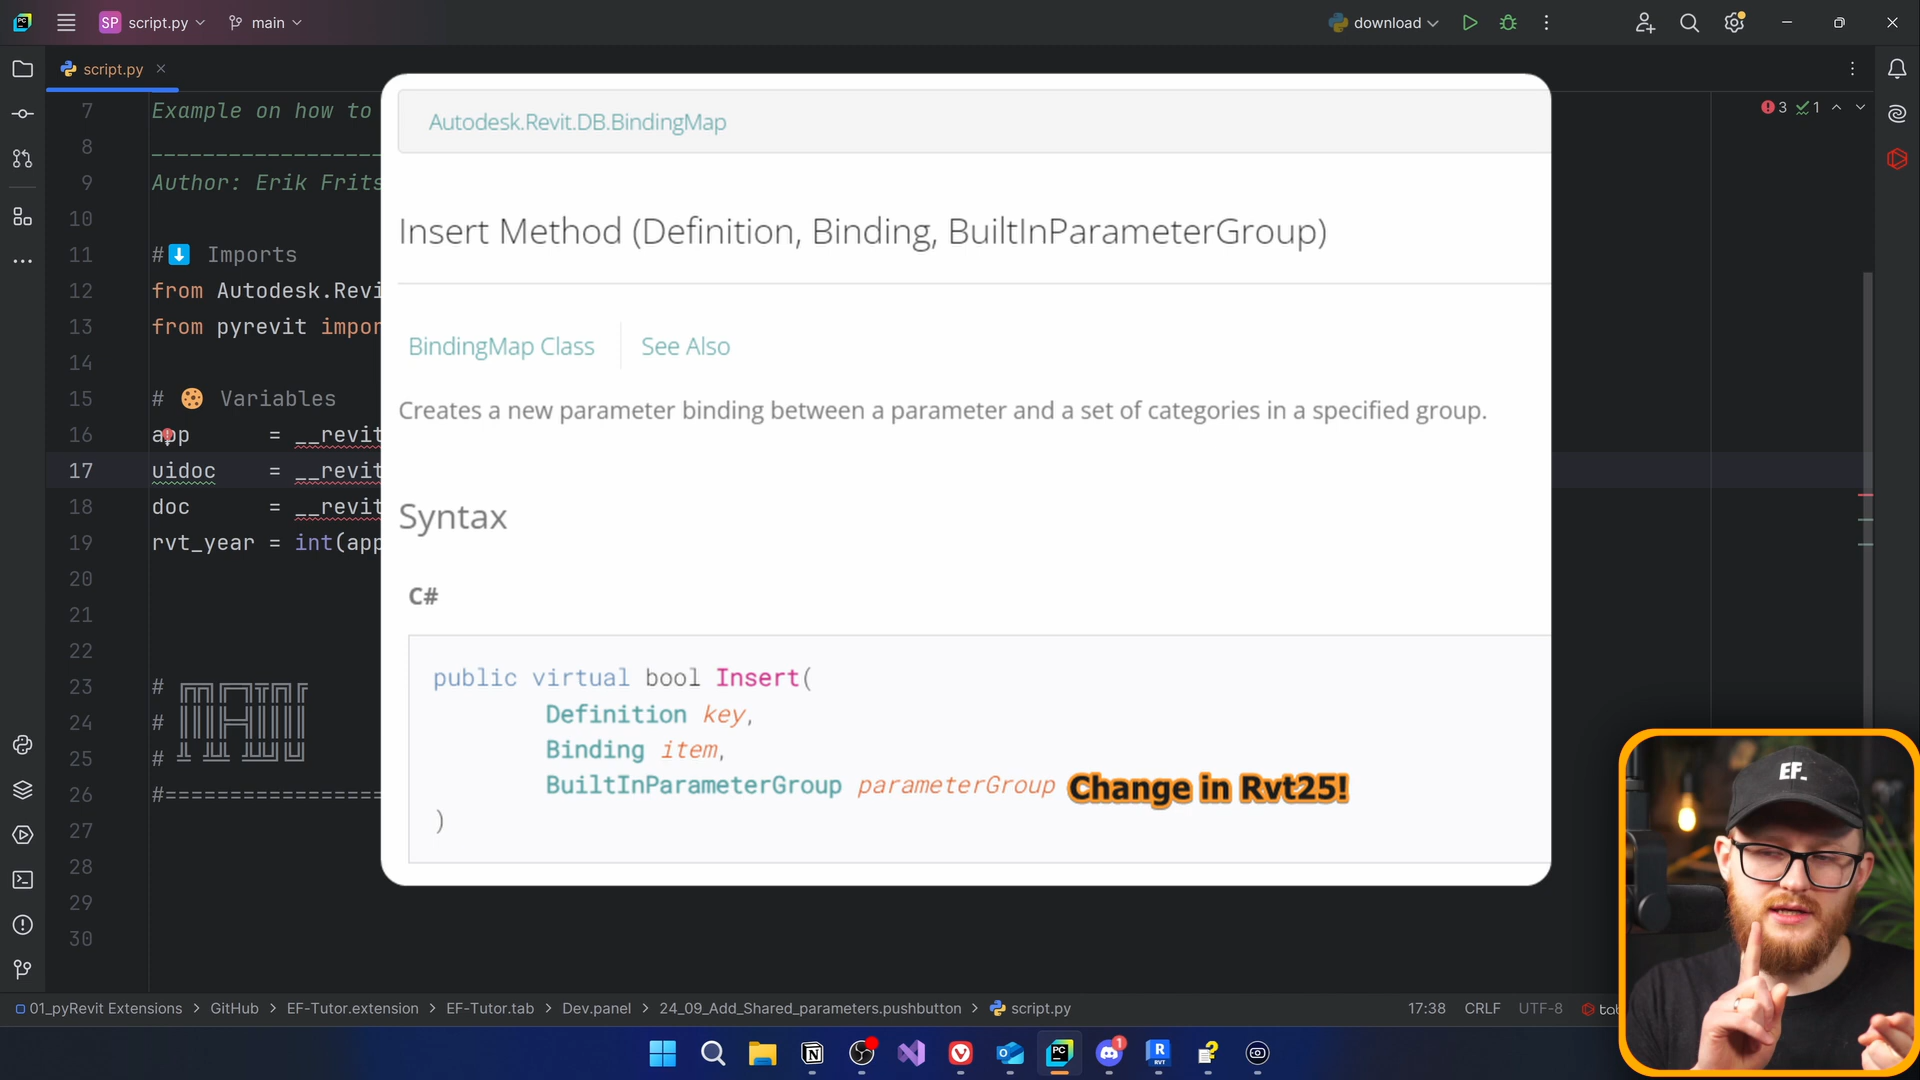 SP script.py
main
download
script.py
3 1
7 Example on how to
8 ____________________
9 Author: Erik Frits
10
11 #⬇️ Imports
12 from Autodesk.Revi
13 from pyrevit impor
14
15 # 🍪 Variables
16 app = __revit
17 uidoc = __revit
18 doc = __revit
19 rvt_year = int(app
20
21
22
23 # ╔╦╗╔═╗╦╔╗╔
24 # ║║║╠═╣║║║║
25 # ╩ ╩╩ ╩╩╝╚╝
26 #====================
27
28
29
30
Autodesk.Revit.DB.BindingMap
Insert Method (Definition, Binding, BuiltInParameterGroup)
BindingMap Class See Also
Creates a new parameter binding between a parameter and a set of categories in a specified group.
Syntax
C#
public virtual bool Insert(
Definition key,
Binding item,
BuiltInParameterGroup parameterGroup Change in Rvt25!
)
EF_
01_pyRevit Extensions > GitHub > EF-Tutor.extension > EF-Tutor.tab > Dev.panel > 24_09_Add_Shared_parameters.pushbutton > script.py
17:38 CRLF UTF-8
PC
1
R
RVT